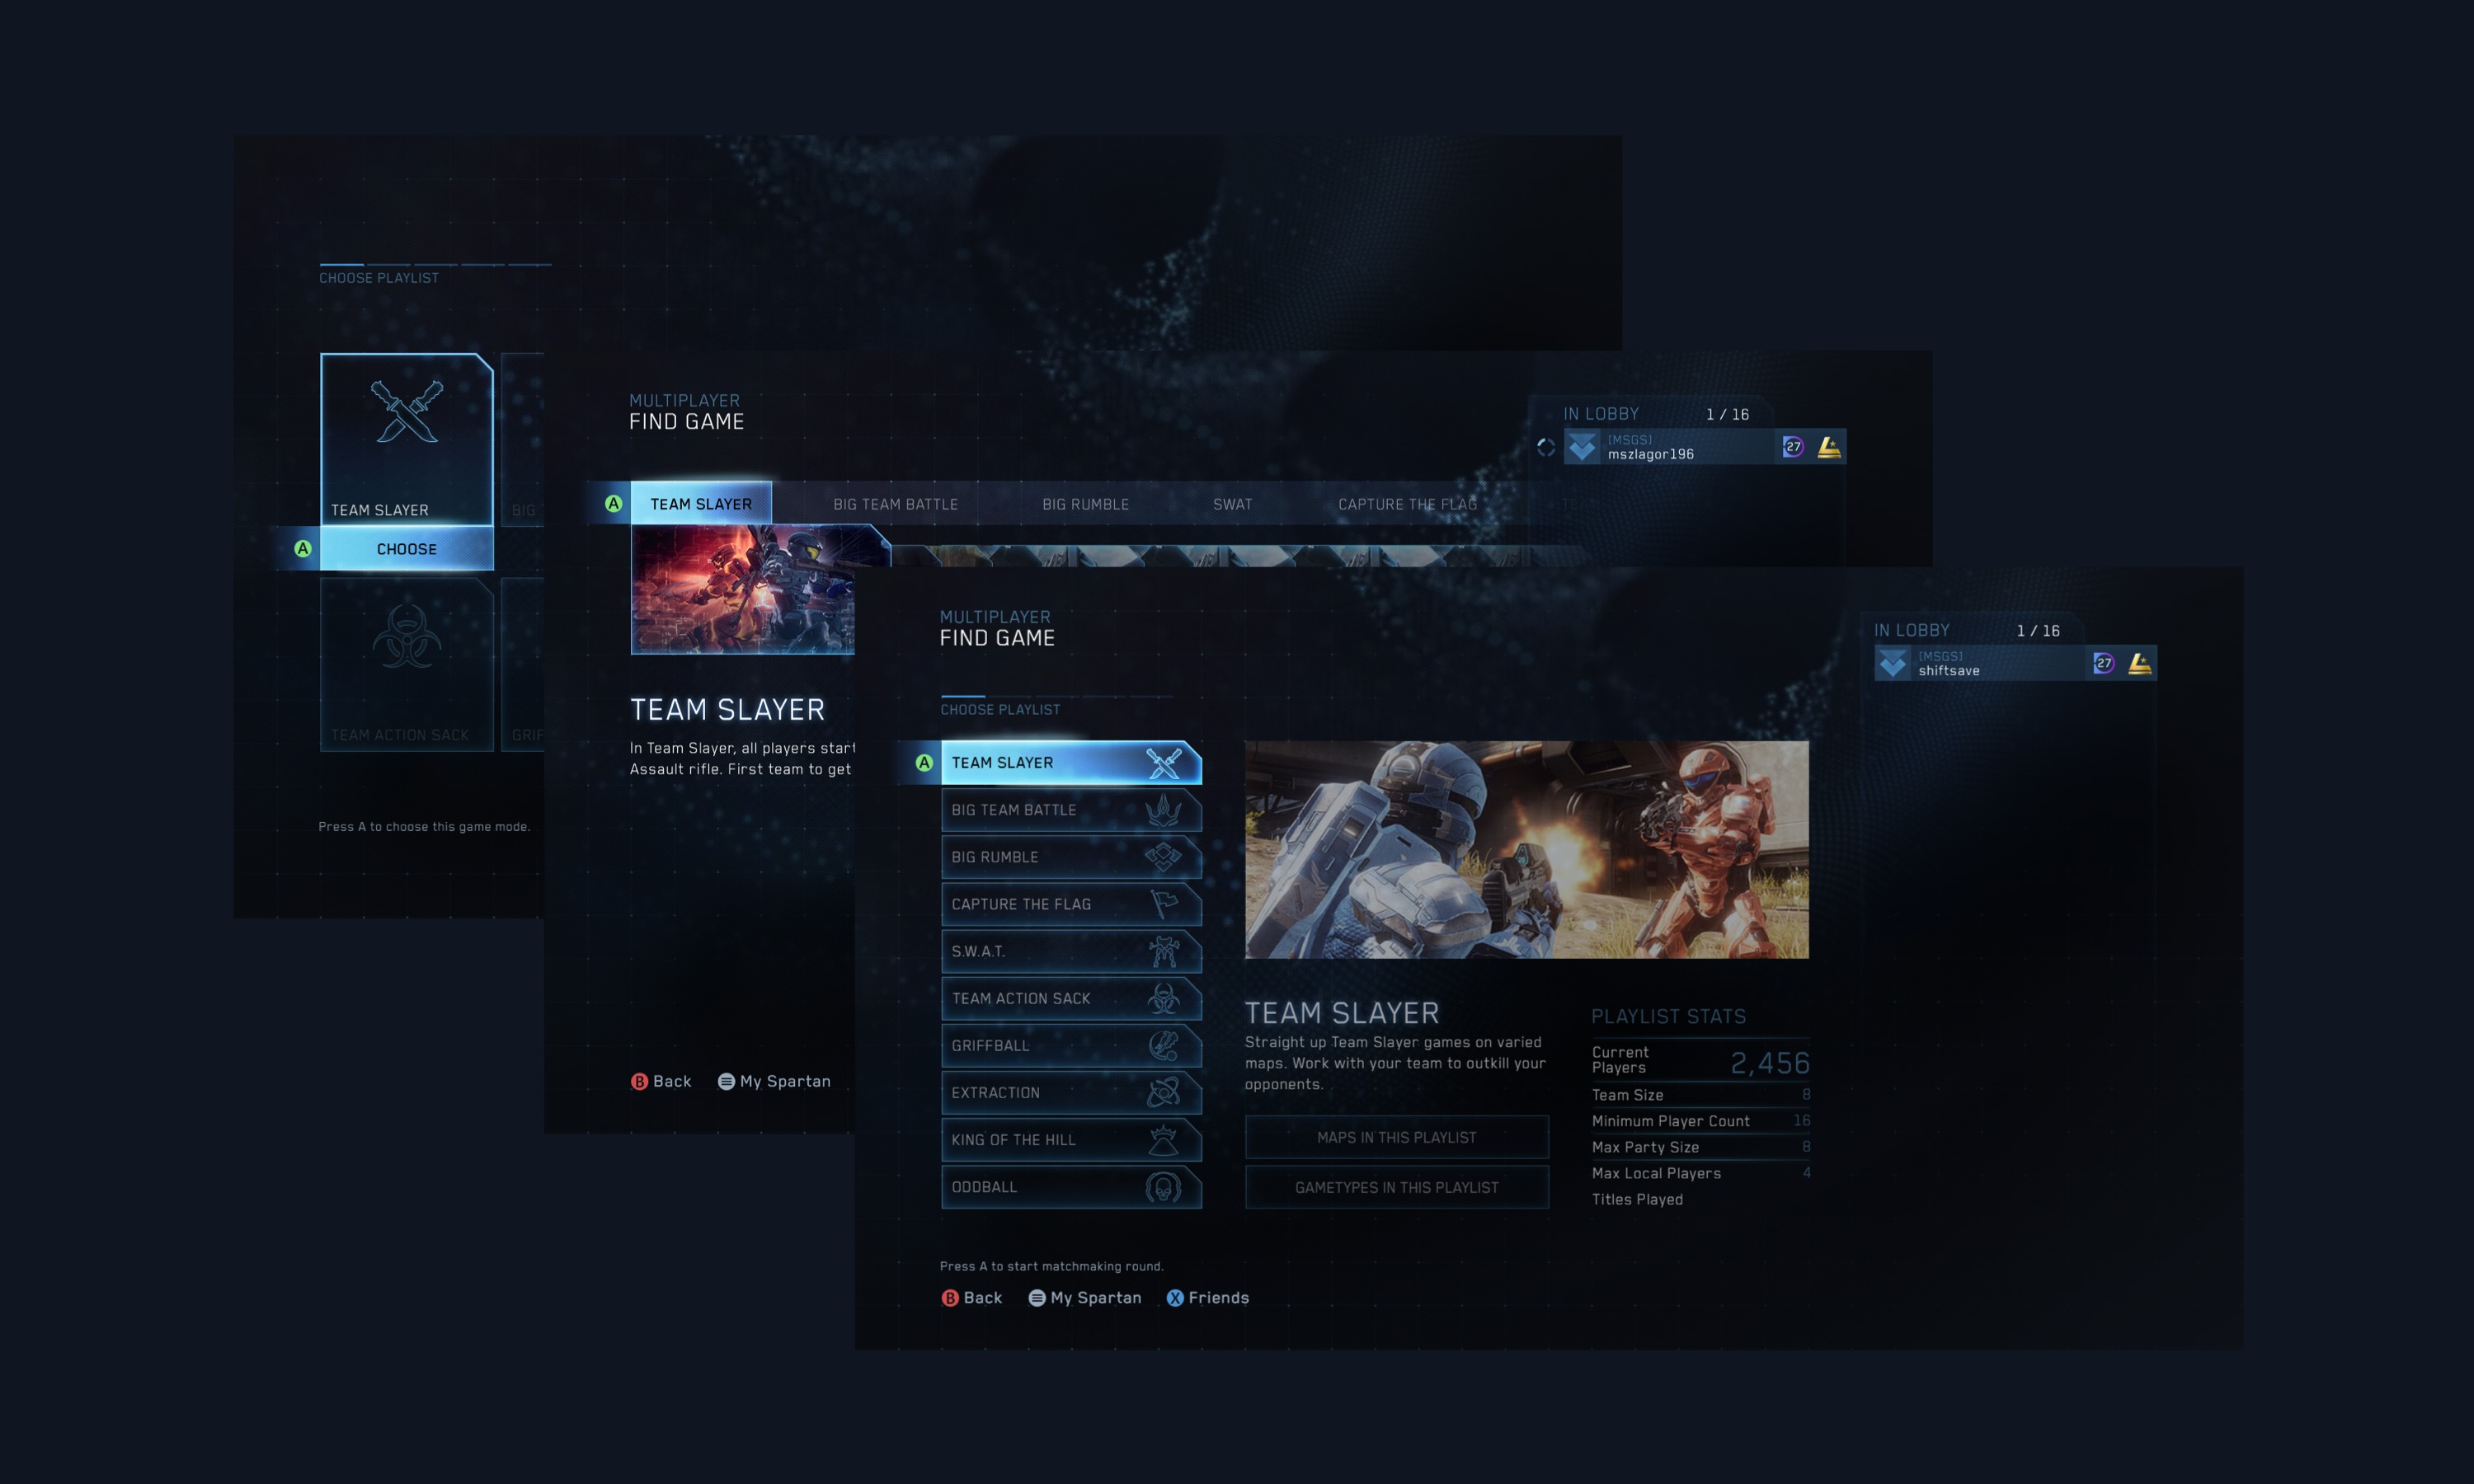 CHOOSE PLAYLIST
TEAM SLAYER
BIG
A CHOOSE
TEAM ACTION SACK
GRIF
Press A to choose this game mode.
MULTIPLAYER
FIND GAME
IN LOBBY 1 / 16
[MSGS]
mszlagor196
27
A TEAM SLAYER BIG TEAM BATTLE BIG RUMBLE SWAT CAPTURE THE FLAG
TEAM SLAYER
In Team Slayer, all players start
Assault rifle. First team to get
B Back My Spartan
MULTIPLAYER
FIND GAME
IN LOBBY 1 / 16
[MSGS]
shiftsave
27
CHOOSE PLAYLIST
A TEAM SLAYER
BIG TEAM BATTLE
BIG RUMBLE
CAPTURE THE FLAG
S.W.A.T.
TEAM ACTION SACK
GRIFFBALL
EXTRACTION
KING OF THE HILL
ODDBALL
TEAM SLAYER
Straight up Team Slayer games on varied
maps. Work with your team to outkill your
opponents.
MAPS IN THIS PLAYLIST
GAMETYPES IN THIS PLAYLIST
PLAYLIST STATS
Current
Players 2,456
Team Size 8
Minimum Player Count 16
Max Party Size 8
Max Local Players 4
Titles Played
Press A to start matchmaking round.
B Back My Spartan X Friends